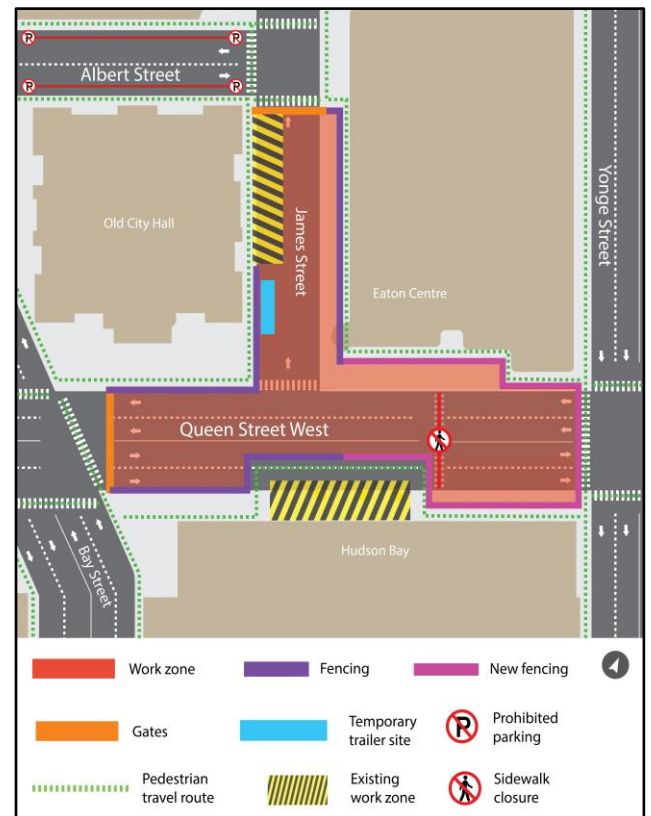 P
P
Albert Street
P
P
Old City Hall
James Street
Eaton Centre
Yonge Street
Queen Street West
Bay Street
Hudson Bay
Work zone
Fencing
New fencing
Gates
Temporary
trailer site
P
Prohibited
parking
Pedestrian
travel route
Existing
work zone
Sidewalk
closure